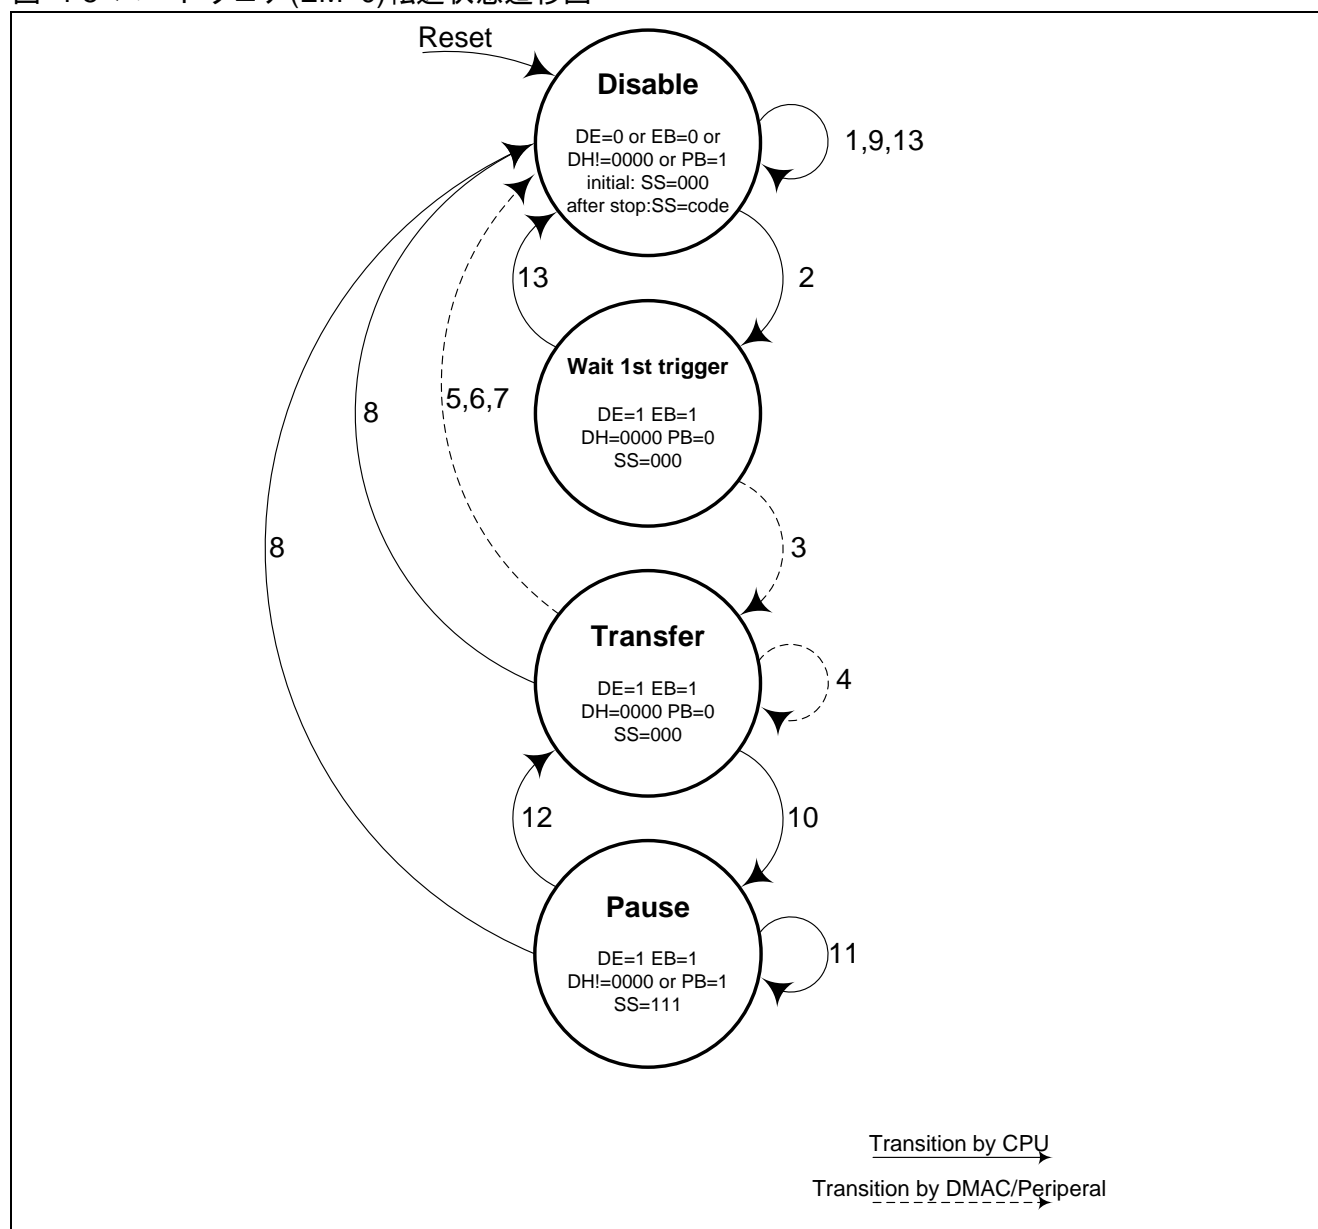 Reset
Disable
DE=0 or EB=0 or
DH!=0000 or PB=1
initial: SS=000
after stop:SS=code
1,9,13
13
2
Wait 1st trigger
DE=1 EB=1
DH=0000 PB=0
SS=000
5,6,7
8
8
3
Transfer
DE=1 EB=1
DH=0000 PB=0
SS=000
4
12
10
Pause
DE=1 EB=1
DH!=0000 or PB=1
SS=111
11
Transition by CPU
Transition by DMAC/Periperal